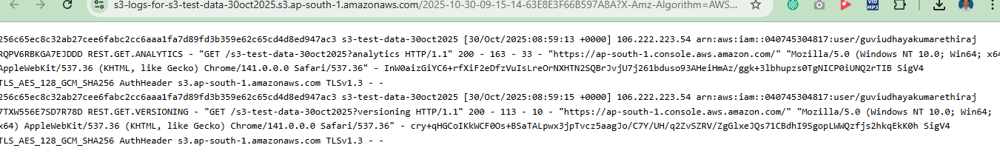 s3-logs-for-s3-test-data-30oct2025.s3.ap-south-1.amazonaws.com/2025-10-30-09-15-14-63E8E3F66B597A8A?X-Amz-Algorithm=AWS...
VID
MP3
256c65ec8c32ab27cee6fabc2cc6aaa1fa7d89fd3b359e62c65cd4d8ed947ac3 s3-test-data-30oct2025 [30/Oct/2025:08:59:13 +0000] 106.222.223.54 arn:aws:iam::040745304817:user/guviudhayakumarethiraj
RQPV6RBKGA7EJDDD REST.GET.ANALYTICS - "GET /s3-test-data-30oct2025?analytics HTTP/1.1" 200 - 163 - 33 - "https://ap-south-1.console.aws.amazon.com/" "Mozilla/5.0 (Windows NT 10.0; Win64; x64
AppleWebKit/537.36 (KHTML, like Gecko) Chrome/141.0.0.0 Safari/537.36" - InW0aizGiYC6+rfXiF2eDfzVuIsLreOrNXHTN2SQBrJvjU7j261bduso93AHeiHmAz/ggk+3lbhupzs0TgNICP0iUNQ2rTIB SigV4
TLS_AES_128_GCM_SHA256 AuthHeader s3.ap-south-1.amazonaws.com TLSv1.3 - -
256c65ec8c32ab27cee6fabc2cc6aaa1fa7d89fd3b359e62c65cd4d8ed947ac3 s3-test-data-30oct2025 [30/Oct/2025:08:59:15 +0000] 106.222.223.54 arn:aws:iam::040745304817:user/guviudhayakumarethiraj
7TXW556E7SD7R78D REST.GET.VERSIONING - "GET /s3-test-data-30oct2025?versioning HTTP/1.1" 200 - 113 - 10 - "https://ap-south-1.console.aws.amazon.com/" "Mozilla/5.0 (Windows NT 10.0; Win64;
x64) AppleWebKit/537.36 (KHTML, like Gecko) Chrome/141.0.0.0 Safari/537.36" - cry+qHGCoIKkWCF0Os+BSaTALpwx3jpTvcz5aagJo/C7Y/UH/q2ZvSZRV/ZgGlxeJQs71CBdhI9SgopLWWQzfjs2hkqEkK0h SigV4
TLS_AES_128_GCM_SHA256 AuthHeader s3.ap-south-1.amazonaws.com TLSv1.3 - -